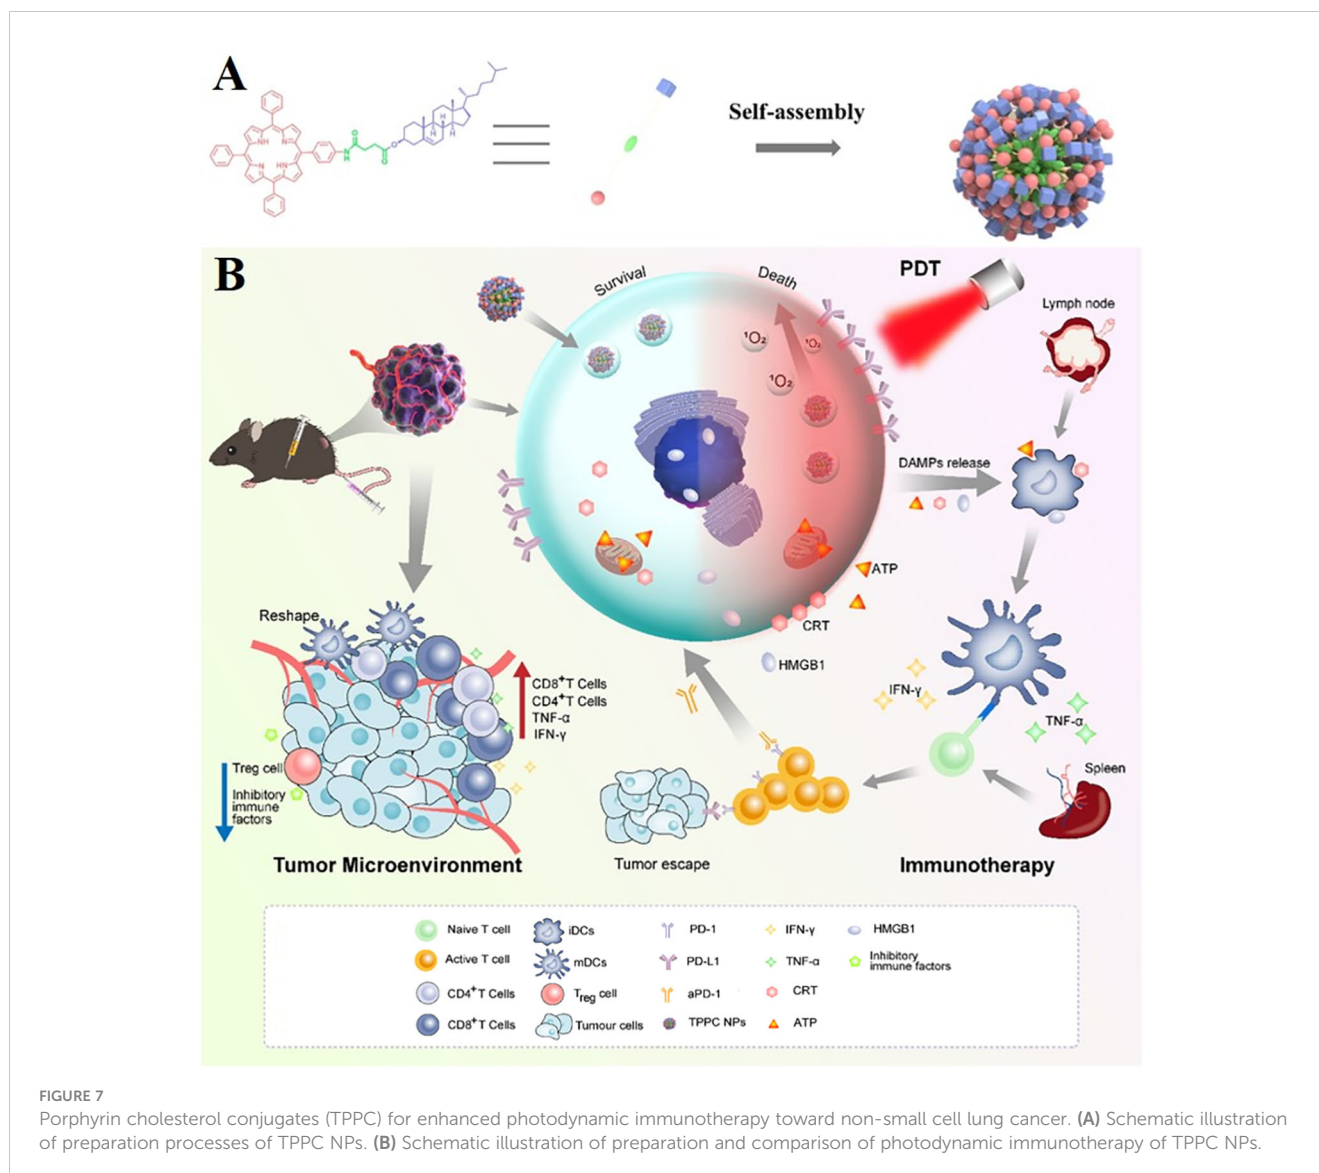 A
NH
N
N
HN
NH
O
O
O
H
H
H
Self-assembly
B
Survival
Death
PDT
Lymph node
¹O₂
¹O₂
¹O₂
DAMPs release
ATP
CRT
HMGB1
Reshape
CD8⁺T Cells
CD4⁺T Cells
TNF-α
IFN-γ
Treg cell
Inhibitory
immune
factors
IFN-γ
TNF-α
Spleen
Tumor Microenvironment
Tumor escape
Immunotherapy
Naive T cell
iDCs
PD-1
IFN-γ
HMGB1
Active T cell
mDCs
PD-L1
TNF-α
Inhibitory
immune factors
CD4⁺T Cells
Treg cell
aPD-1
CRT
CD8⁺T Cells
Tumour cells
TPPC NPs
ATP
FIGURE 7
Porphyrin cholesterol conjugates (TPPC) for enhanced photodynamic immunotherapy toward non-small cell lung cancer. (A) Schematic illustration
of preparation processes of TPPC NPs. (B) Schematic illustration of preparation and comparison of photodynamic immunotherapy of TPPC NPs.